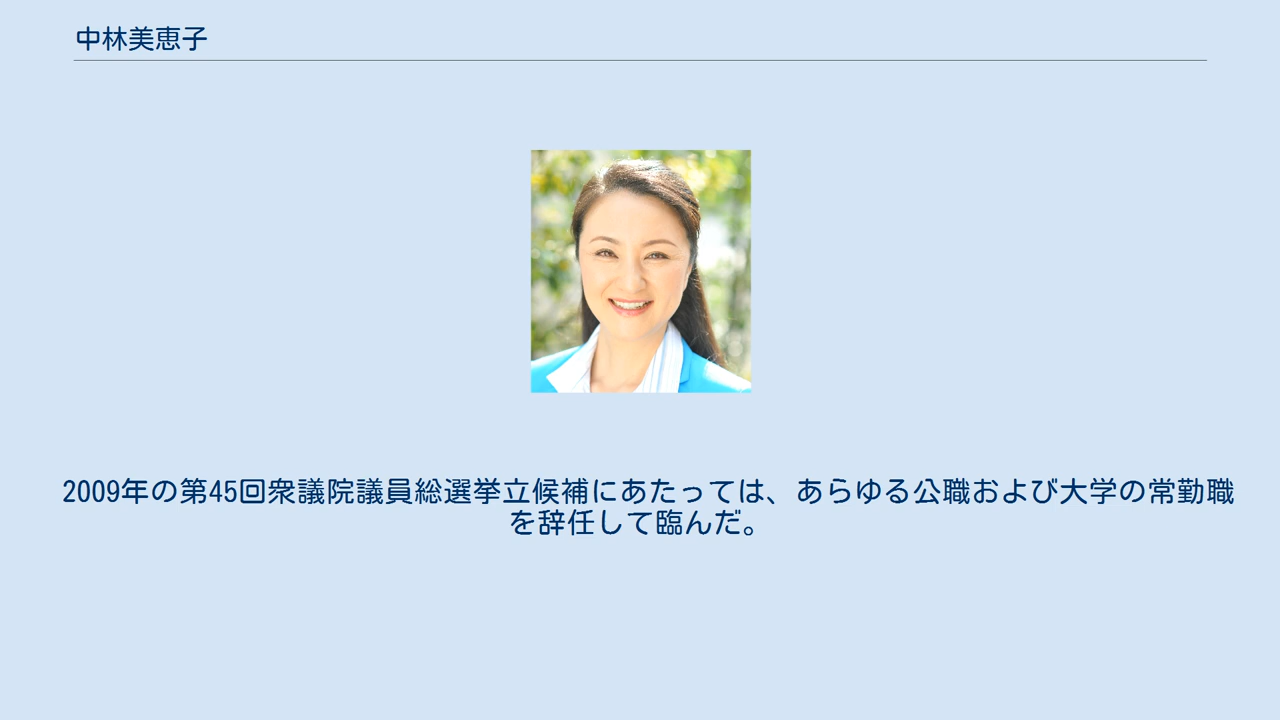 中林美恵子
2009年の第45回衆議院議員総選挙立候補にあたっては、あらゆる公職および大学の常勤職
を辞任して臨んだ。